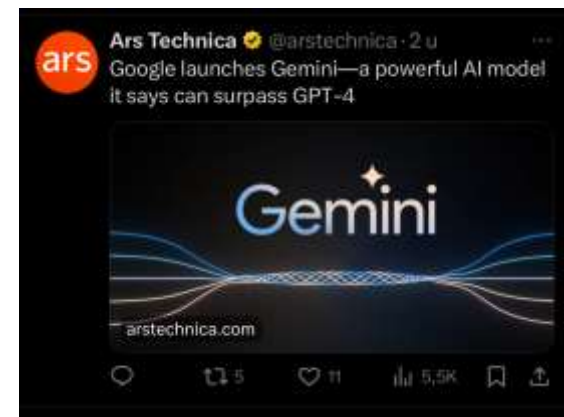 Ars Technica @arstechnica · 2 u
ars
Google launches Gemini—a powerful AI model
it says can surpass GPT-4
Gemini
arstechnica.com
5 11 5,5K